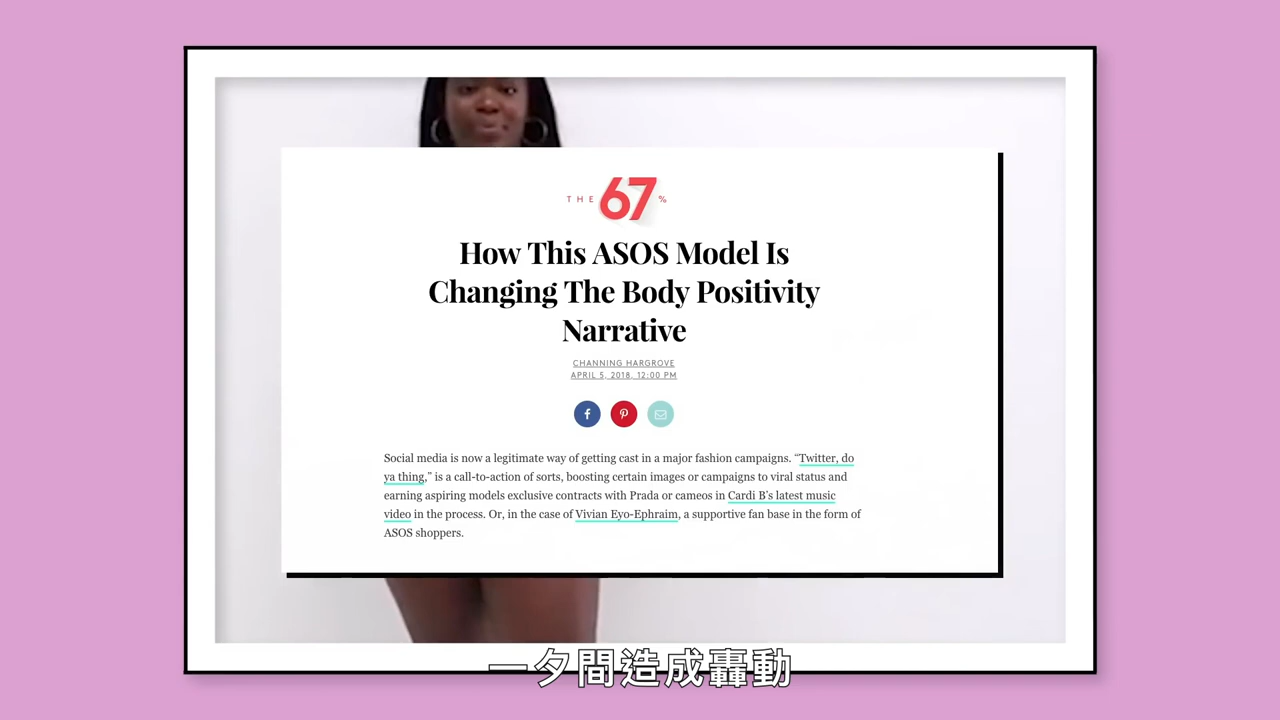 THE 67%
How This ASOS Model Is
Changing The Body Positivity
Narrative
CHANNING HARGROVE
APRIL 5, 2018, 12:00 PM
Social media is now a legitimate way of getting cast in a major fashion campaigns. “Twitter, do
ya thing,” is a call-to-action of sorts, boosting certain images or campaigns to viral status and
earning aspiring models exclusive contracts with Prada or cameos in Cardi B’s latest music
video in the process. Or, in the case of Vivian Eyo-Ephraim, a supportive fan base in the form of
ASOS shoppers.
一夕間造成轟動